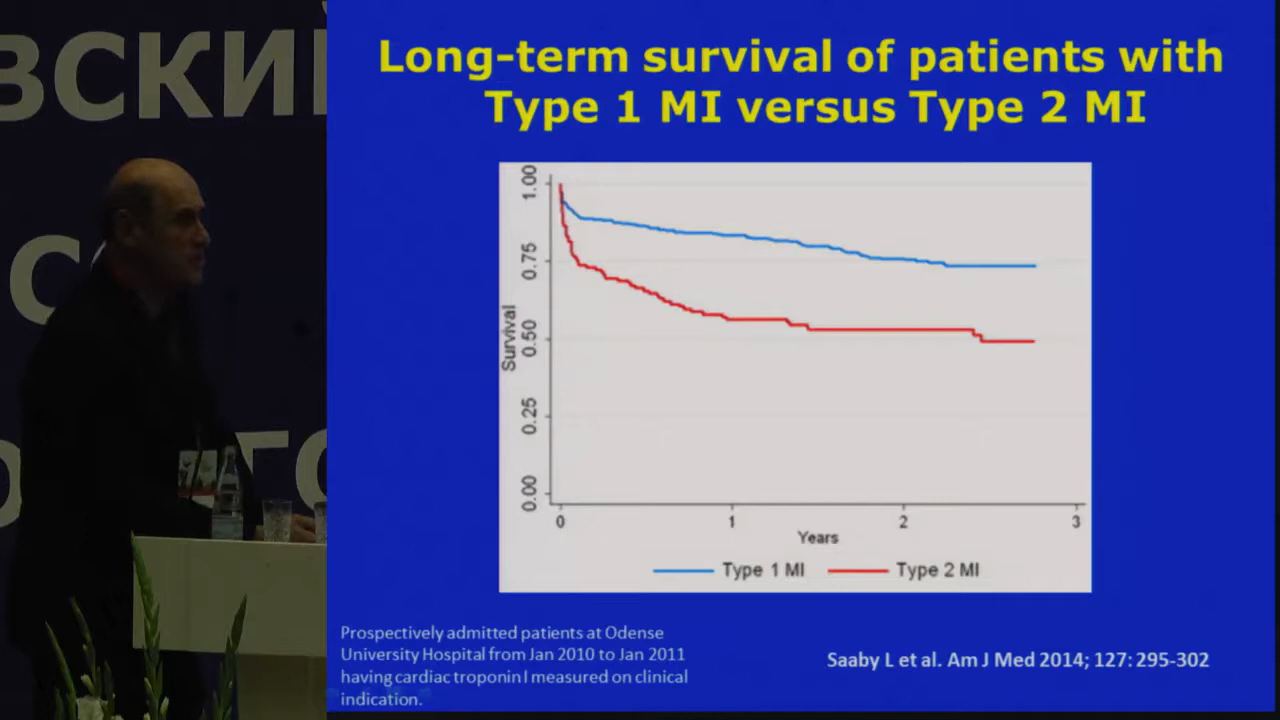 ВСКИЙ
С
ГО
Long-term survival of patients with
Type 1 MI versus Type 2 MI
1.00
0.75
0.50
0.25
0.00
Survival
0 1 2 3
Years
Type 1 MI Type 2 MI
Prospectively admitted patients at Odense
University Hospital from Jan 2010 to Jan 2011
having cardiac troponin I measured on clinical
indication.
Saaby L et al. Am J Med 2014; 127: 295-302